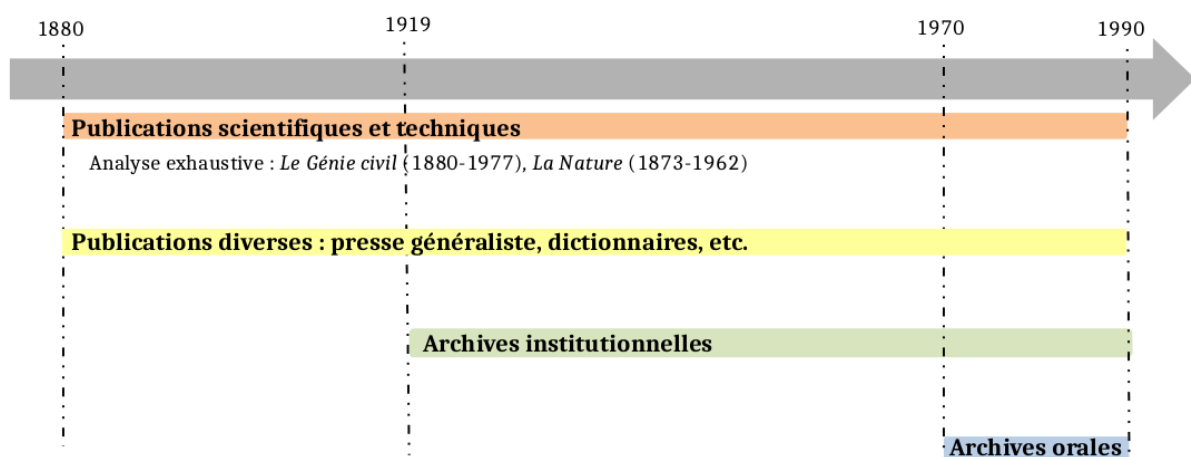 1880 1919 1970 1990
Publications scientifiques et techniques
Analyse exhaustive : Le Génie civil (1880-1977), La Nature (1873-1962)
Publications diverses : presse généraliste, dictionnaires, etc.
Archives institutionnelles
Archives orales